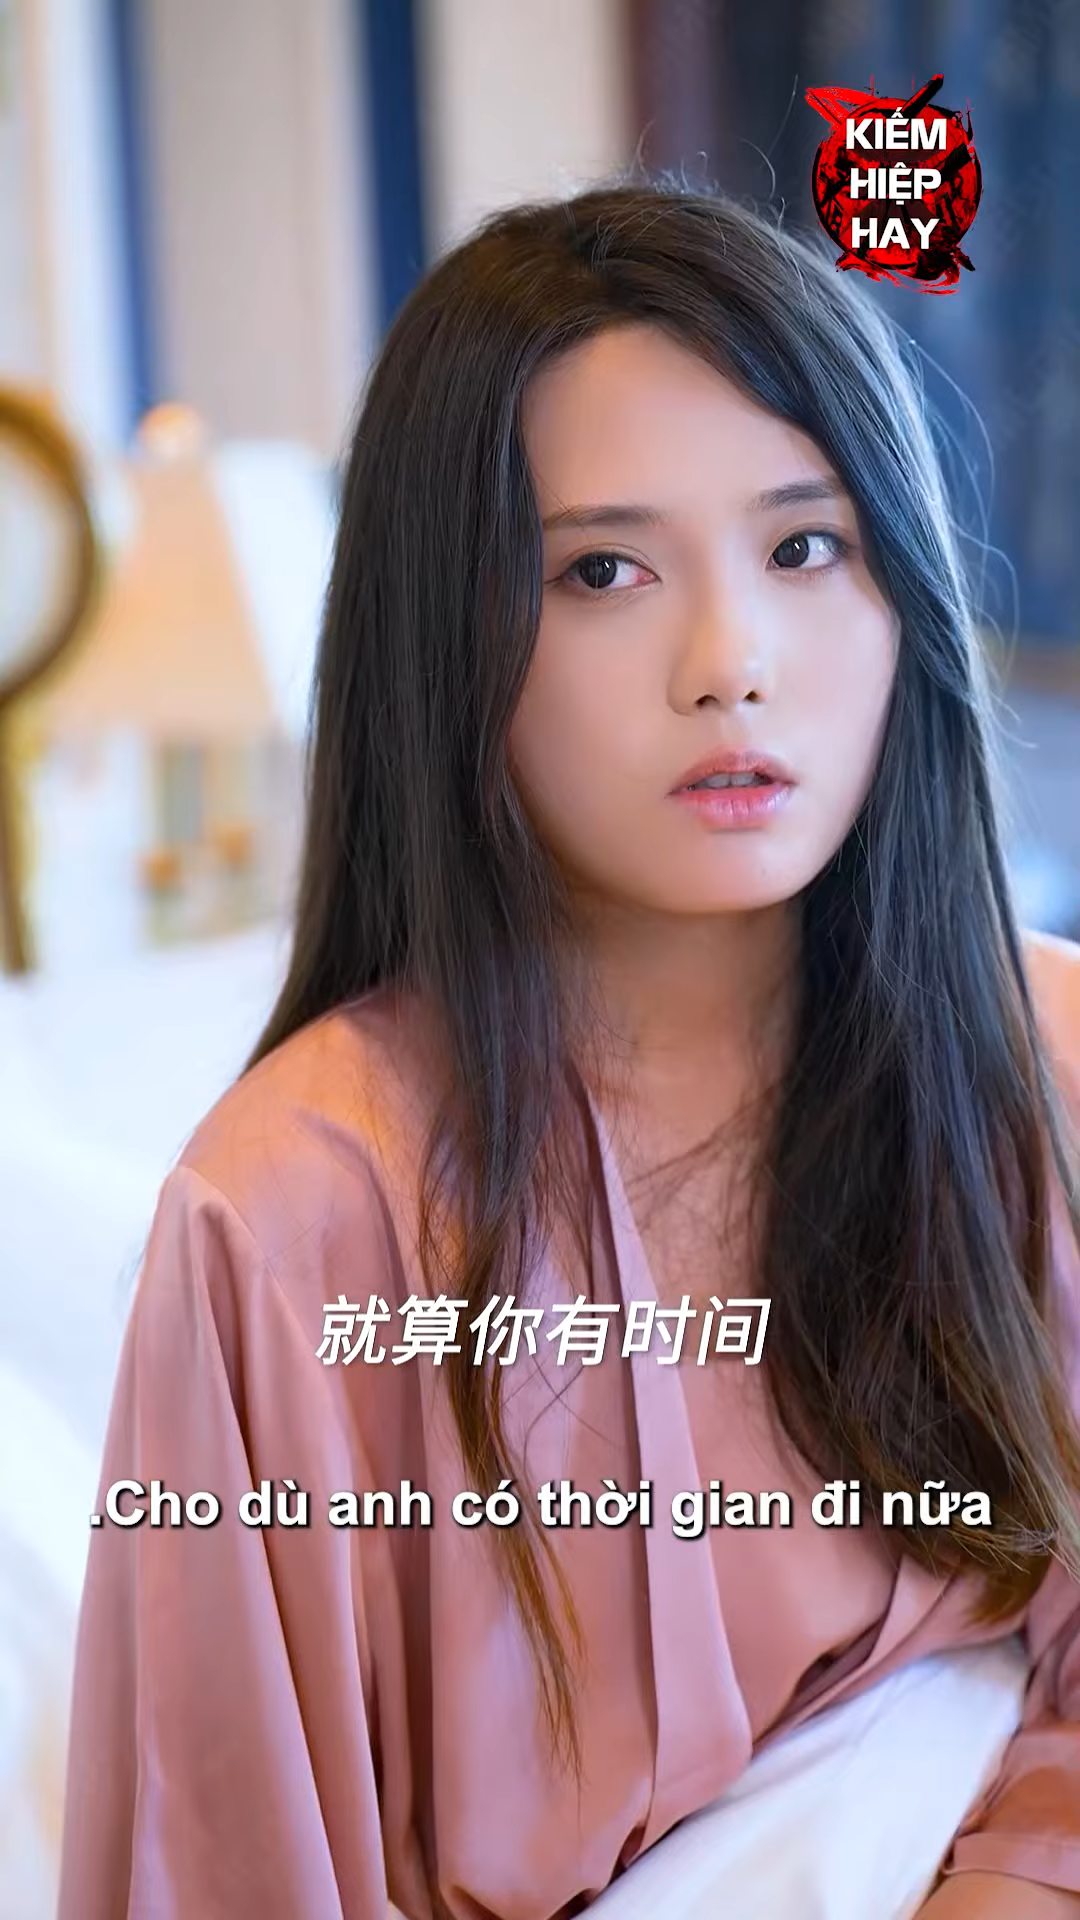 KIẾM
HIỆP
HAY
就算你有时间
.Cho dù anh có thời gian đi nữa